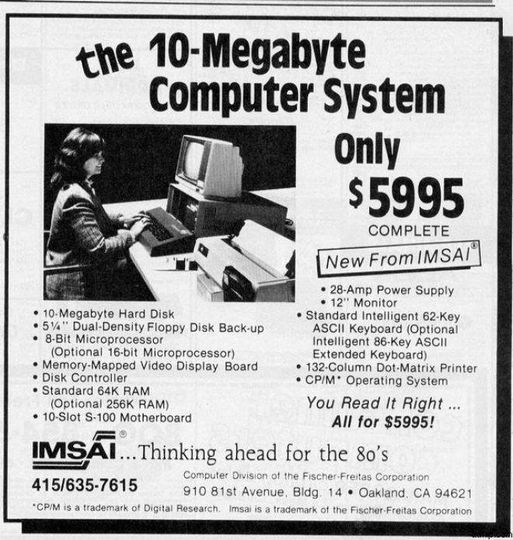 the 10-Megabyte
Computer System
Only
$5995
COMPLETE
New From IMSAI®
• 10-Megabyte Hard Disk
• 5¼" Dual-Density Floppy Disk Back-up
• 8-Bit Microprocessor
(Optional 16-bit Microprocessor)
• Memory-Mapped Video Display Board
• Disk Controller
• Standard 64K RAM
(Optional 256K RAM)
• 10-Slot S-100 Motherboard
• 28-Amp Power Supply
• 12" Monitor
• Standard Intelligent 62-Key
ASCII Keyboard (Optional
Intelligent 86-Key ASCII
Extended Keyboard)
• 132-Column Dot-Matrix Printer
• CP/M* Operating System
You Read It Right ...
All for $5995!
IMSAI® ...Thinking ahead for the 80's
415/635-7615
Computer Division of the Fischer-Freitas Corporation
910 81st Avenue, Bldg. 14 • Oakland, CA 94621
*CP/M is a trademark of Digital Research. Imsai is a trademark of the Fischer-Freitas Corporation